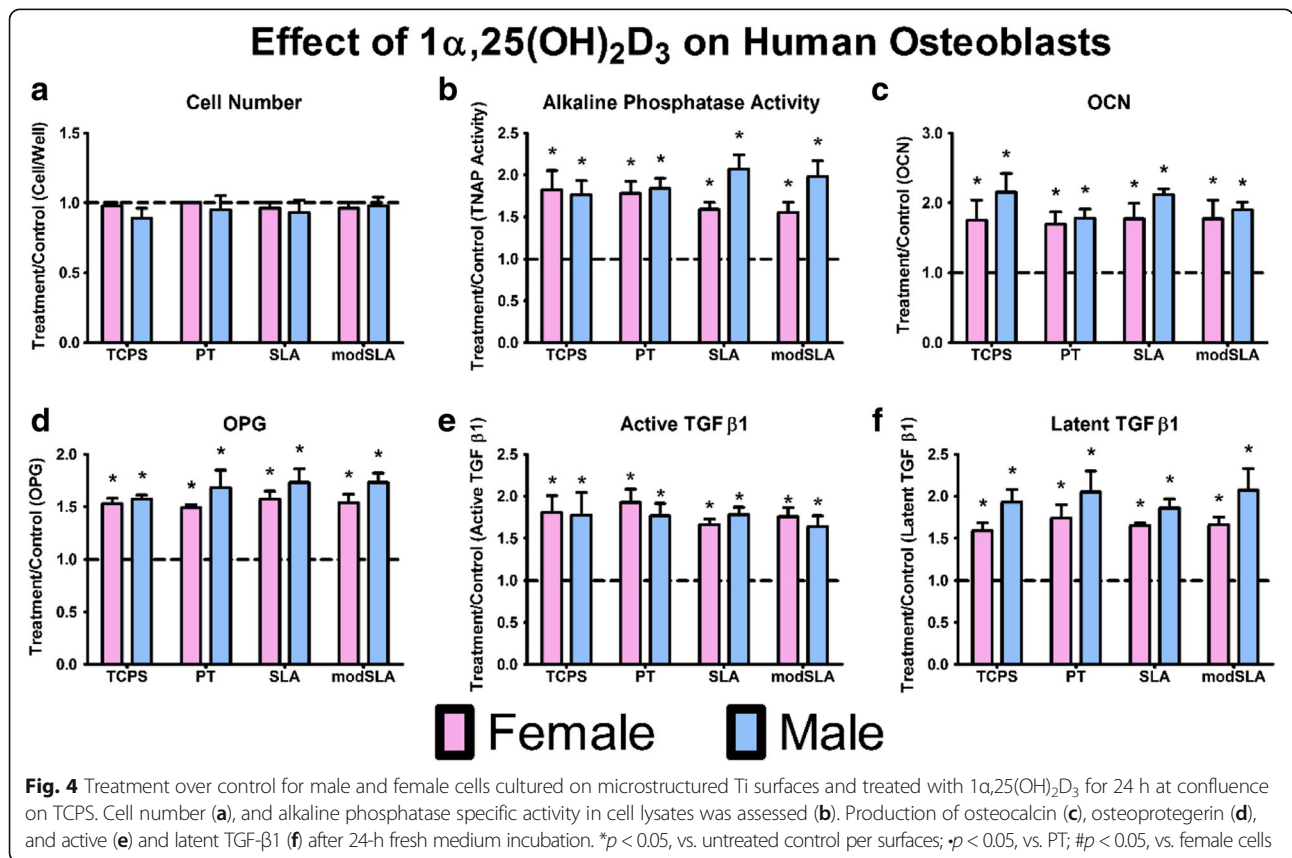 Effect of 1α,25(OH)₂D₃ on Human Osteoblasts
a
Cell Number
Treatment/Control (Cell/Well)
1.5
1.0
0.5
0.0
TCPS PT SLA modSLA
b
Alkaline Phosphatase Activity
Treatment/Control (TNAP Activity)
2.5
2.0
1.5
1.0
0.5
0.0
* * * * * * * *
TCPS PT SLA modSLA
c
OCN
Treatment/Control (OCN)
3.0
2.0
1.0
0.0
* * * * * * * *
TCPS PT SLA modSLA
d
OPG
Treatment/Control (OPG)
2.0
1.5
1.0
0.5
0.0
* * * * * * * *
TCPS PT SLA modSLA
e
Active TGF β1
Treatment/Control (Active TGF β1)
2.5
2.0
1.5
1.0
0.5
0.0
* * * * * * * *
TCPS PT SLA modSLA
f
Latent TGF β1
Treatment/Control (Latent TGF β1)
2.5
2.0
1.5
1.0
0.5
0.0
* * * * * * * *
TCPS PT SLA modSLA
Female Male
Fig. 4 Treatment over control for male and female cells cultured on microstructured Ti surfaces and treated with 1α,25(OH)₂D₃ for 24 h at confluence
on TCPS. Cell number (a), and alkaline phosphatase specific activity in cell lysates was assessed (b). Production of osteocalcin (c), osteoprotegerin (d),
and active (e) and latent TGF-β1 (f) after 24-h fresh medium incubation. *p < 0.05, vs. untreated control per surfaces; •p < 0.05, vs. PT; #p < 0.05, vs. female cells